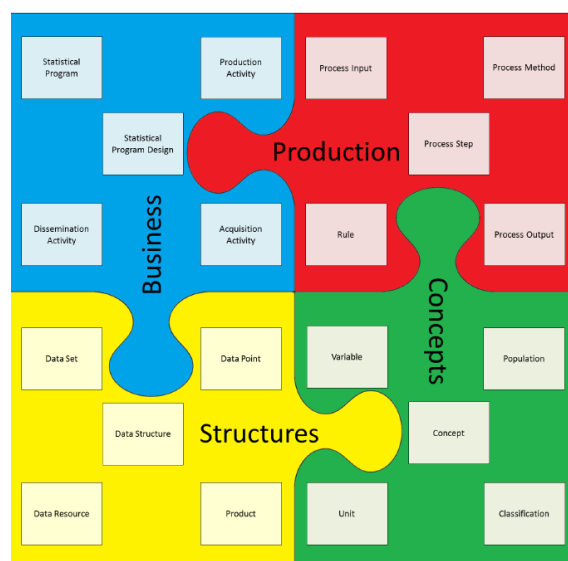 Statistical
Program
Production
Activity
Process Input
Process Method
Statistical
Program Design
Production
Process Step
Dissemination
Activity
Business
Acquisition
Activity
Rule
Process Output
Concepts
Data Set
Data Point
Variable
Population
Data Structure
Structures
Concept
Data Resource
Product
Unit
Classification